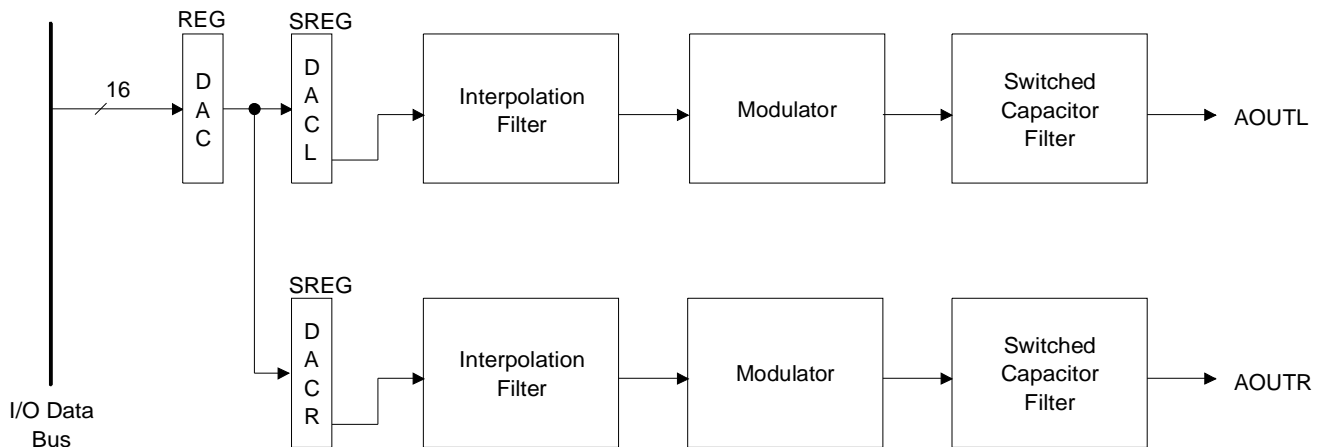 REG
SREG
16
D
A
C
D
A
C
L
Interpolation
Filter
Modulator
Switched
Capacitor
Filter
AOUTL
SREG
D
A
C
R
Interpolation
Filter
Modulator
Switched
Capacitor
Filter
AOUTR
I/O Data
Bus